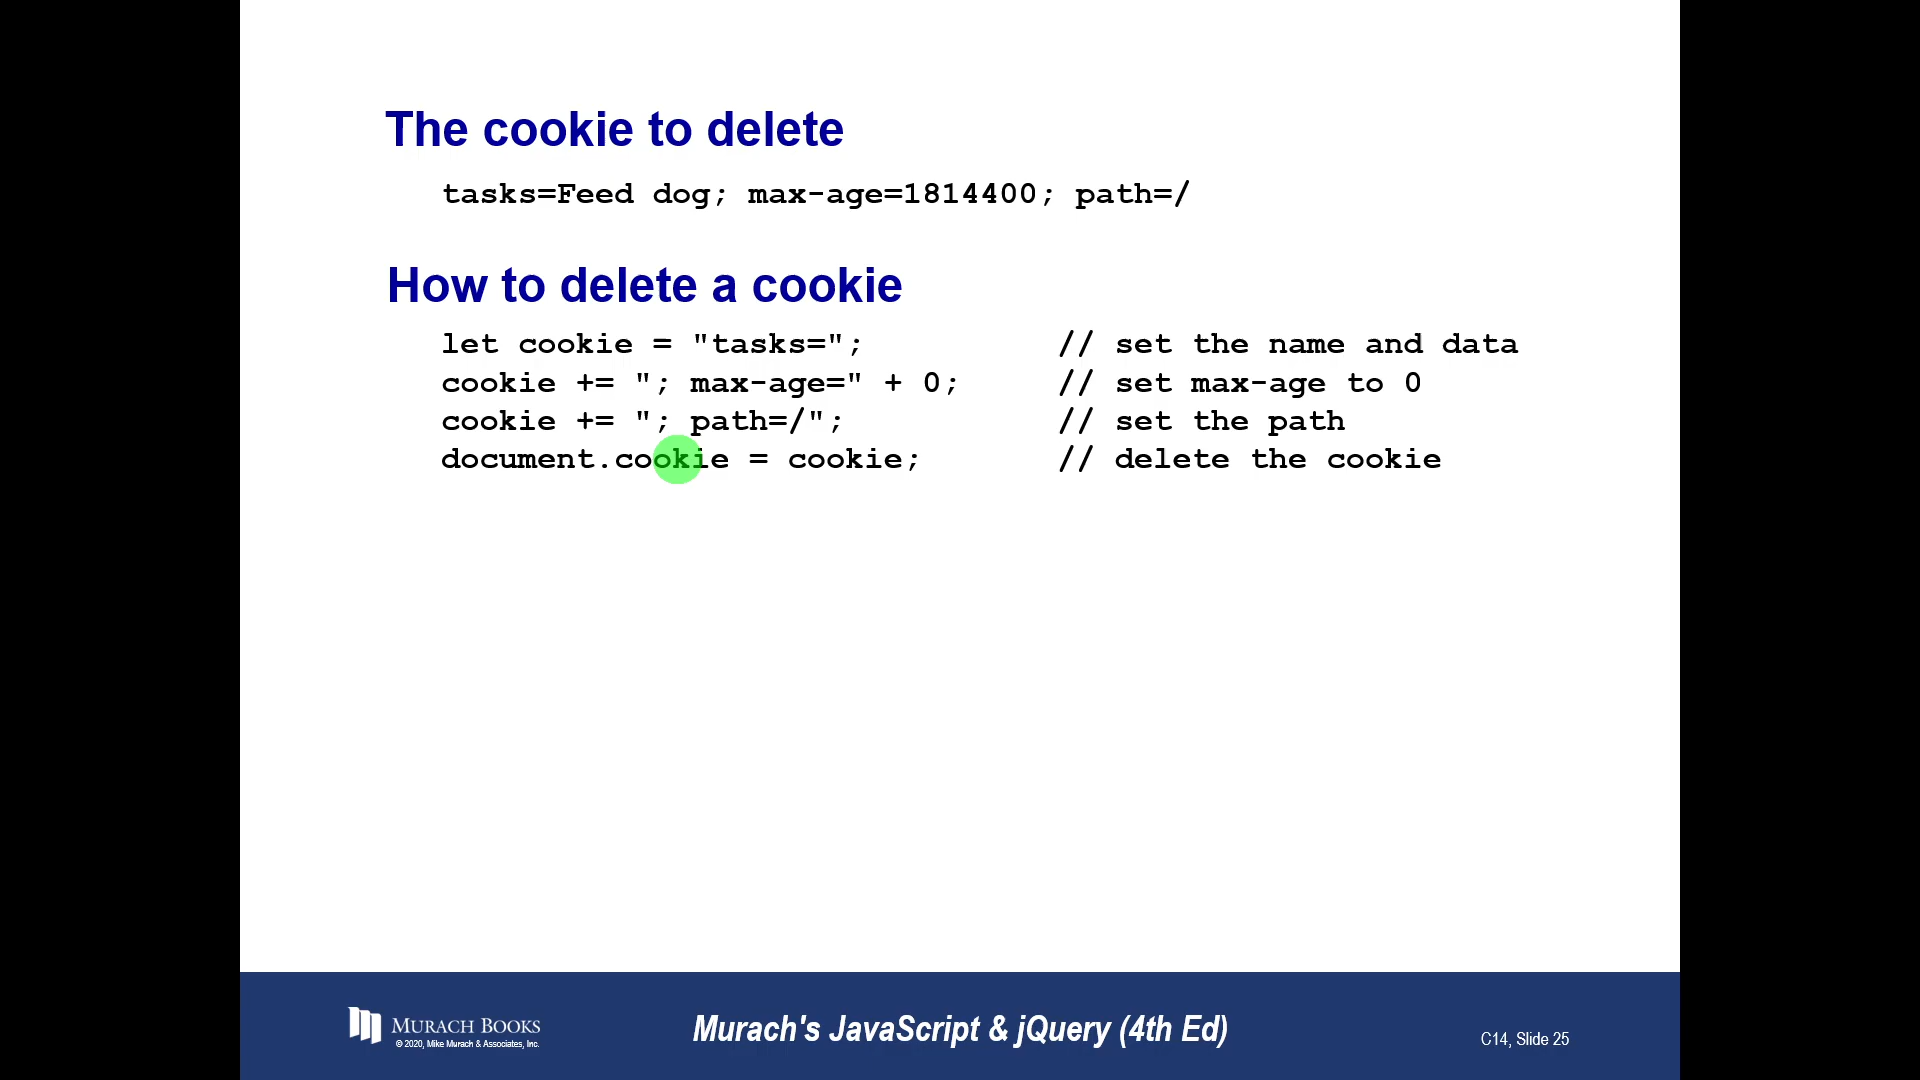 The cookie to delete
tasks=Feed dog; max-age=1814400; path=/
How to delete a cookie
let cookie = "tasks="; // set the name and data
cookie += "; max-age=" + 0; // set max-age to 0
cookie += "; path=/"; // set the path
document.cookie = cookie; // delete the cookie
MURACH BOOKS
© 2020, Mike Murach & Associates, Inc.
Murach's JavaScript & jQuery (4th Ed)
C14, Slide 25